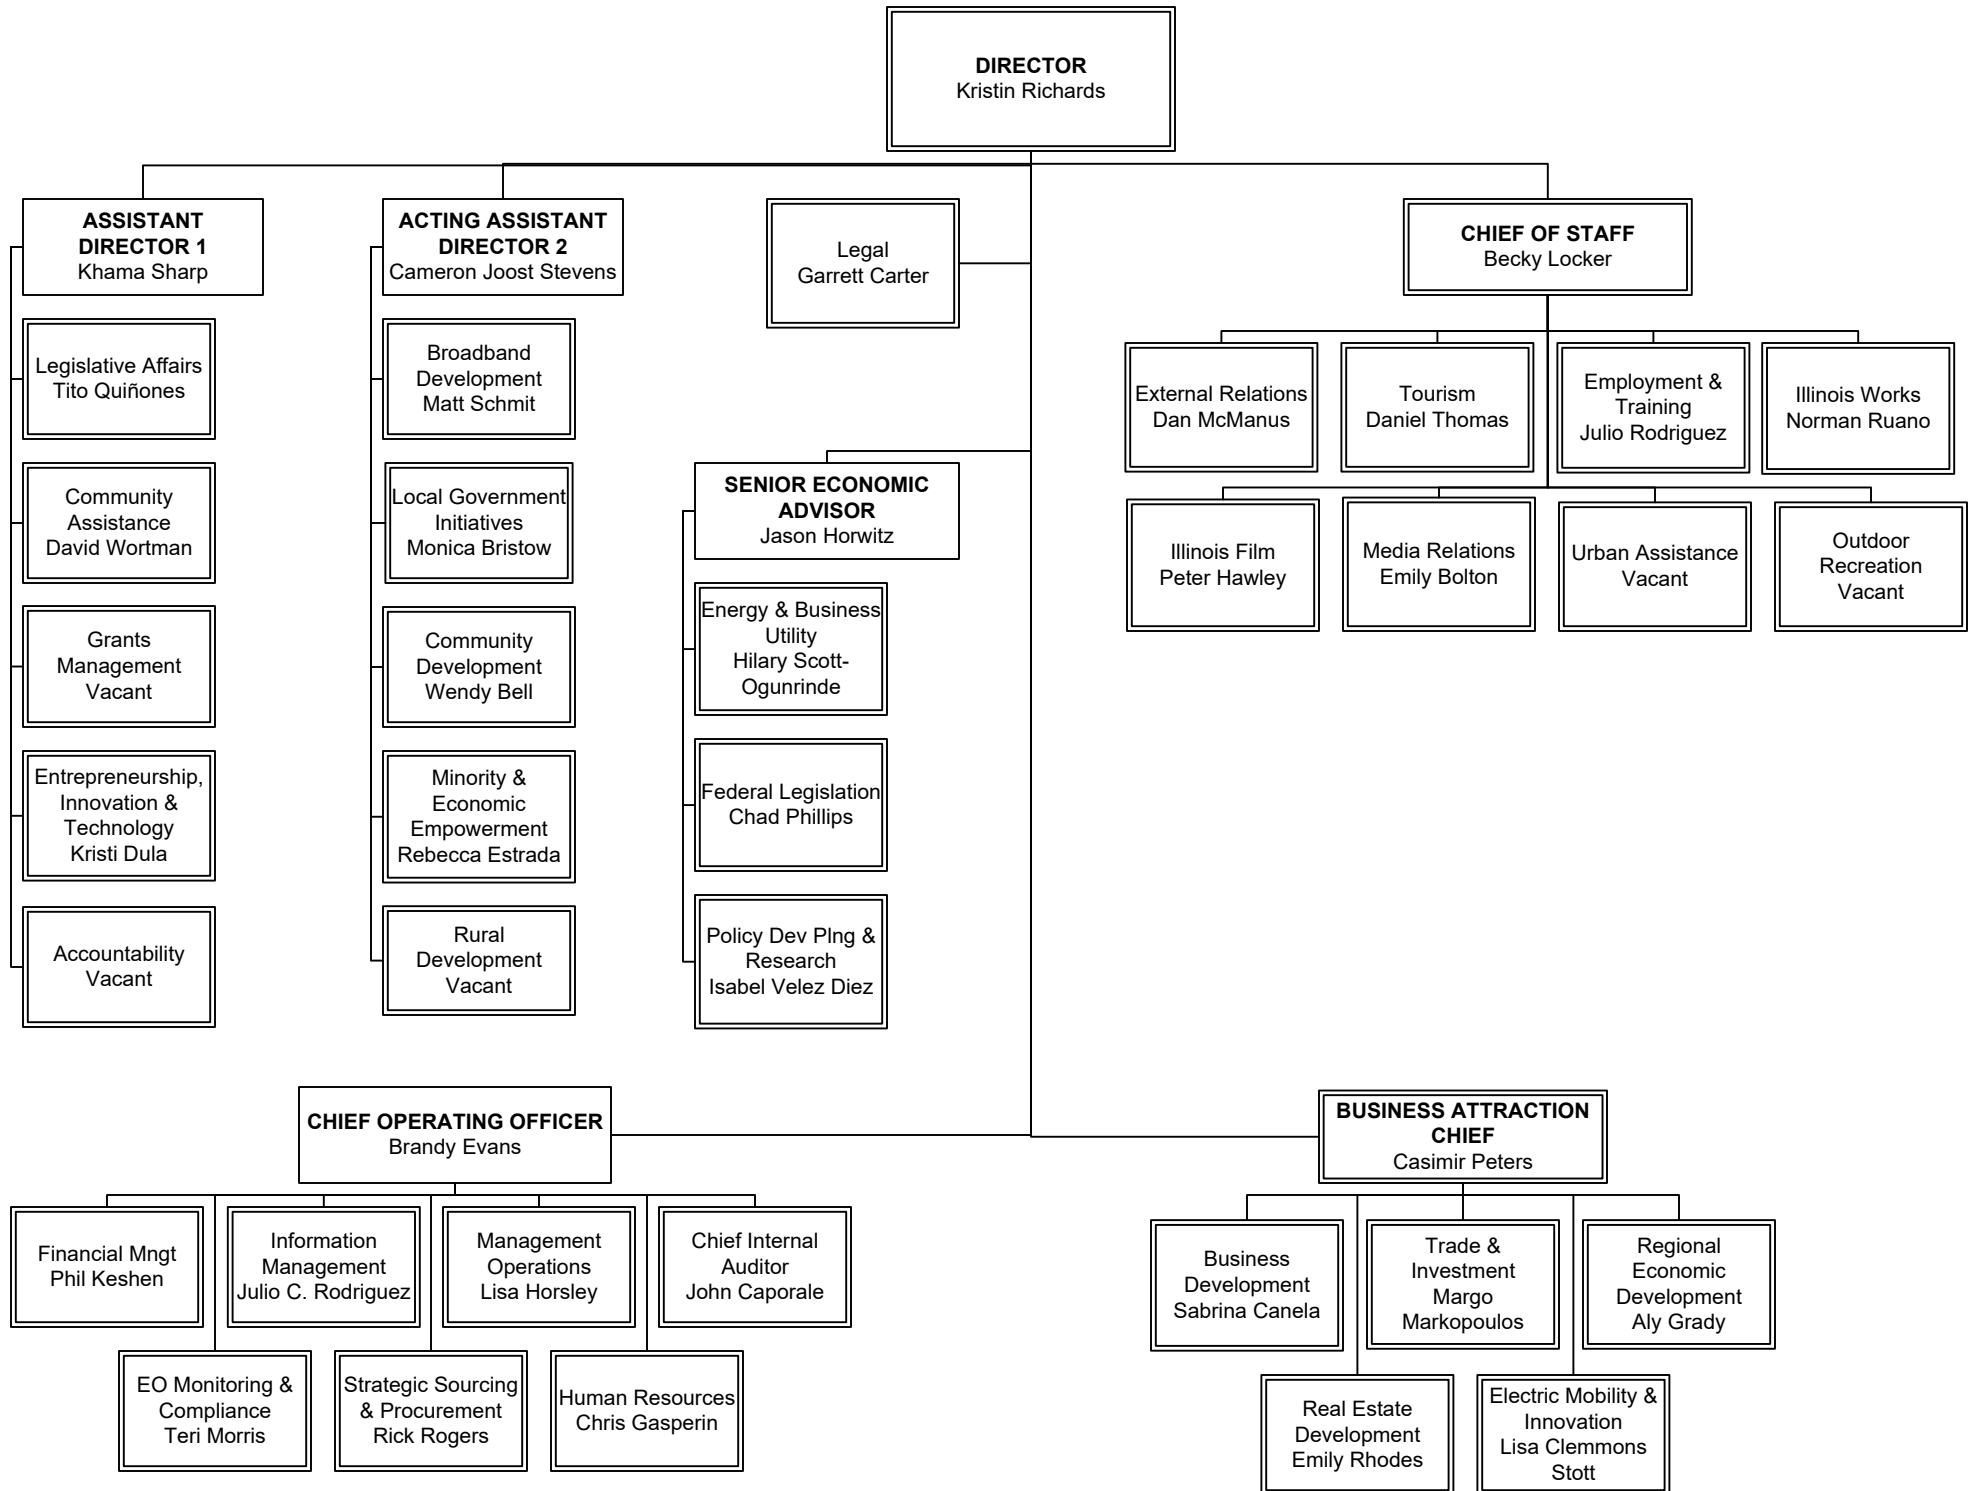 DIRECTOR
Kristin Richards
ASSISTANT
DIRECTOR 1
Khama Sharp
Legislative Affairs
Tito Quiñones
Community
Assistance
David Wortman
Grants
Management
Vacant
Entrepreneurship,
Innovation &
Technology
Kristi Dula
Accountability
Vacant
ACTING ASSISTANT
DIRECTOR 2
Cameron Joost Stevens
Broadband
Development
Matt Schmit
Local Government
Initiatives
Monica Bristow
Community
Development
Wendy Bell
Minority &
Economic
Empowerment
Rebecca Estrada
Rural
Development
Vacant
Legal
Garrett Carter
SENIOR ECONOMIC
ADVISOR
Jason Horwitz
Energy & Business
Utility
Hilary Scott-
Ogunrinde
Federal Legislation
Chad Phillips
Policy Dev Plng &
Research
Isabel Velez Diez
CHIEF OF STAFF
Becky Locker
External Relations
Dan McManus
Tourism
Daniel Thomas
Employment &
Training
Julio Rodriguez
Illinois Works
Norman Ruano
Illinois Film
Peter Hawley
Media Relations
Emily Bolton
Urban Assistance
Vacant
Outdoor
Recreation
Vacant
CHIEF OPERATING OFFICER
Brandy Evans
Financial Mngt
Phil Keshen
Information
Management
Julio C. Rodriguez
Management
Operations
Lisa Horsley
Chief Internal
Auditor
John Caporale
EO Monitoring &
Compliance
Teri Morris
Strategic Sourcing
& Procurement
Rick Rogers
Human Resources
Chris Gasperin
BUSINESS ATTRACTION
CHIEF
Casimir Peters
Business
Development
Sabrina Canela
Trade &
Investment
Margo
Markopoulos
Regional
Economic
Development
Aly Grady
Real Estate
Development
Emily Rhodes
Electric Mobility &
Innovation
Lisa Clemmons
Stott